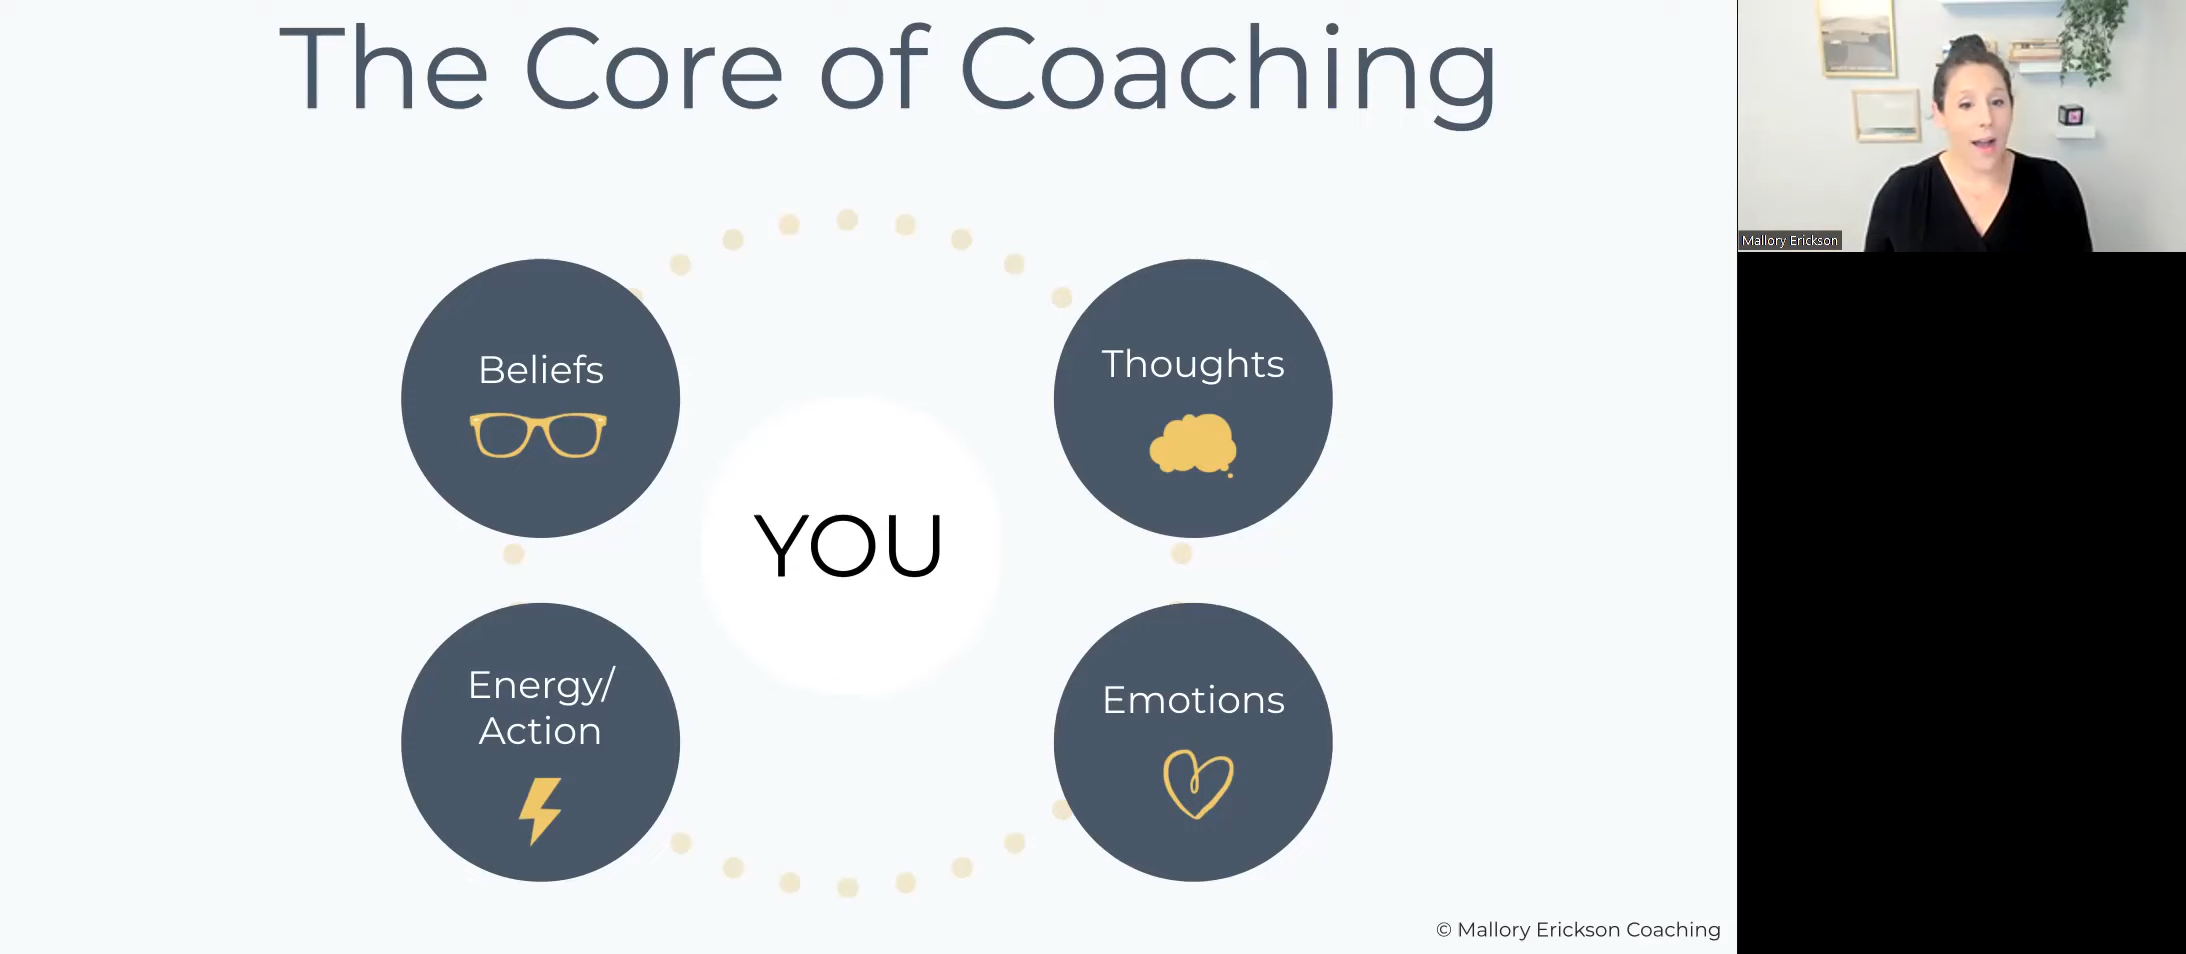 The Core of Coaching
Beliefs
Thoughts
YOU
Energy/
Action
Emotions
© Mallory Erickson Coaching
Mallory Erickson